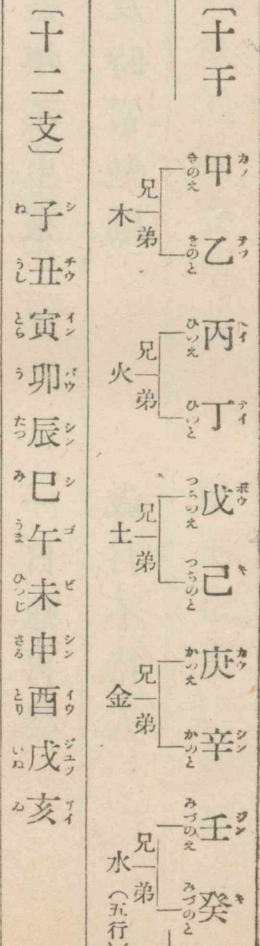 〔十干
カノ オツ ヘイ テイ ボウ キ カウ シン ジン キ
甲 乙 丙 丁 戊 己 庚 辛 壬 癸
きのえ きのと ひのえ ひのと つちのえ つちのと かのえ かのと みづのえ みづのと
兄―弟 兄―弟 兄―弟 兄―弟 兄―弟
木 火 土 金 水(五行)
〔十二支〕
シ チウ イン バウ シン シ ゴ ビ シン イウ ジユツ ガイ
子 丑 寅 卯 辰 巳 午 未 申 酉 戌 亥
ね うし とら う たつ み うま ひつじ さる とり いぬ ゐ